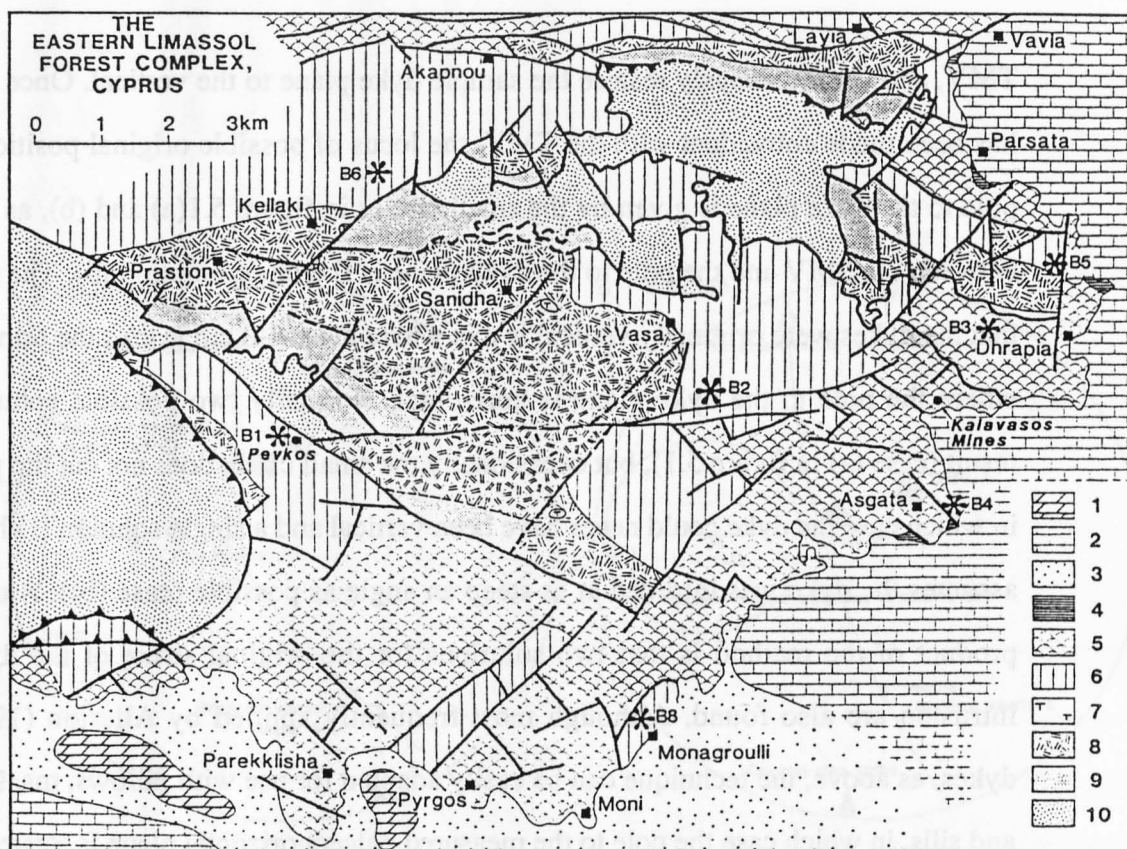 THE
EASTERN LIMASSOL
FOREST COMPLEX,
CYPRUS
0 1 2 3km
Layia
Vavla
Akapnou
Parsata
B6
Kellaki
Prastion
B5
Sanidha
B3
Vasa
Dhrapia
B2
Kalavasos
Mines
B1
Pevkos
Asgata
B4
B8
Monagroulli
Parekklisha
Pyrgos
Moni
1
2
3
4
5
6
7
8
9
10